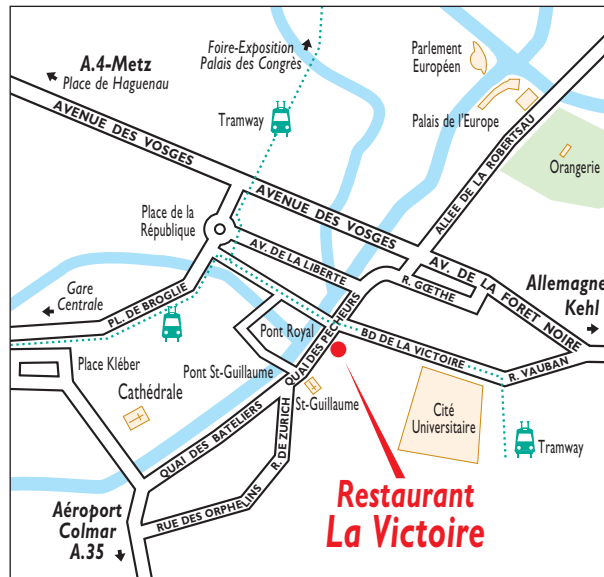 A.4-Metz
Place de Haguenau
Foire-Exposition
Palais des Congrès
Parlement
Européen
Tramway
Palais de l'Europe
AVENUE DES VOSGES
ALLEE DE LA ROBERTSAU
Orangerie
AVENUE DES VOSGES
Place de la
République
AV. DE LA LIBERTE
AV. DE LA FORET NOIRE
R. GŒTHE
Gare
Centrale
Allemagne
Kehl
PL. DE BROGLIE
Pont Royal
QUAI DES PECHEURS
BD DE LA VICTOIRE
R. VAUBAN
Place Kléber
Pont St-Guillaume
Cathédrale
St-Guillaume
Cité
Universitaire
QUAI DES BATELIERS
R. DE ZURICH
Tramway
RUE DES ORPHELINS
Aéroport
Colmar
A.35
Restaurant
La Victoire